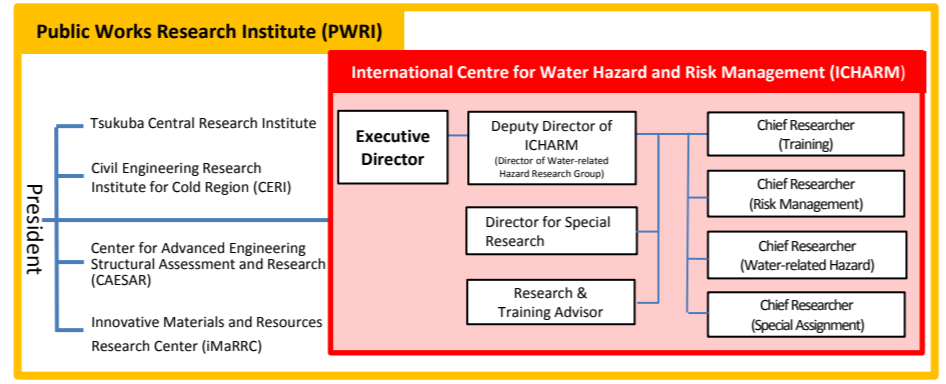 Public Works Research Institute (PWRI)
International Centre for Water Hazard and Risk Management (ICHARM)
President
Tsukuba Central Research Institute
Civil Engineering Research
Institute for Cold Region (CERI)
Center for Advanced Engineering
Structural Assessment and Research
(CAESAR)
Innovative Materials and Resources
Research Center (iMaRRC)
Executive
Director
Deputy Director of
ICHARM
(Director of Water-related
Hazard Research Group)
Director for Special
Research
Research &
Training Advisor
Chief Researcher
(Training)
Chief Researcher
(Risk Management)
Chief Researcher
(Water-related Hazard)
Chief Researcher
(Special Assignment)